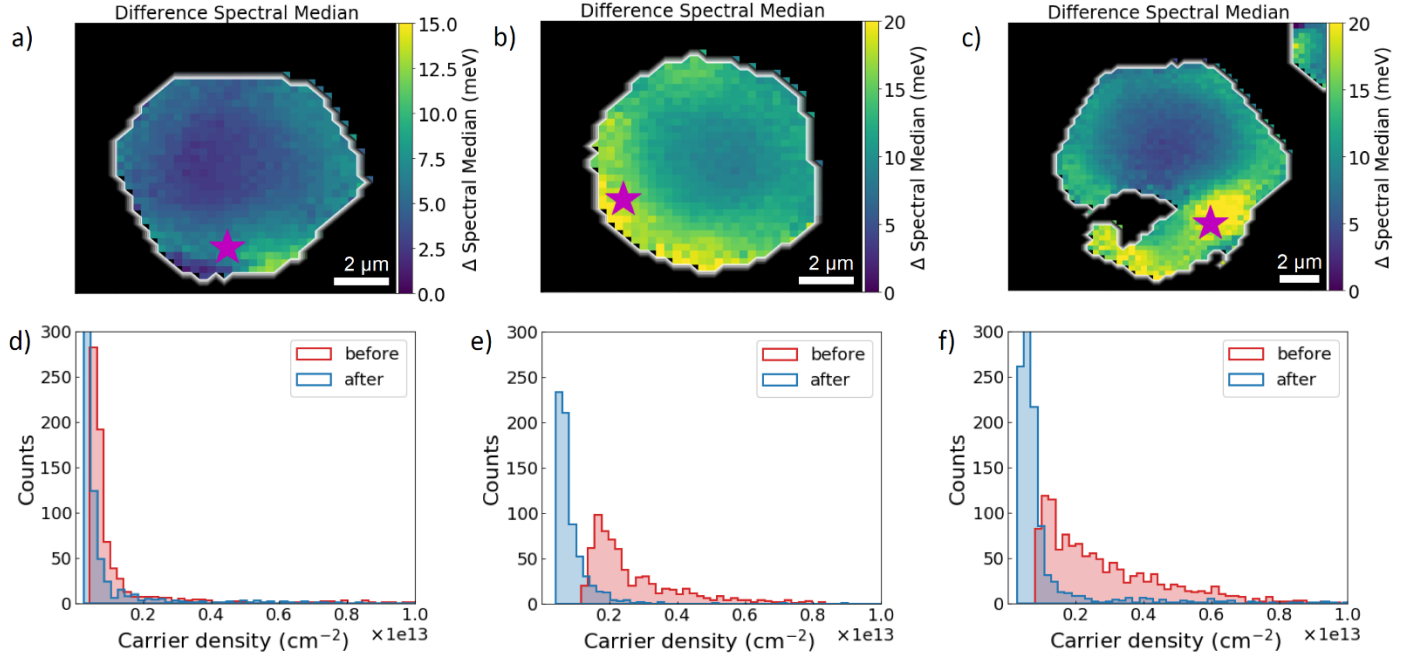 a)
Difference Spectral Median
2 µm
15.0
12.5
10.0
7.5
5.0
2.5
0.0
Δ Spectral Median (meV)
b)
Difference Spectral Median
2 µm
20
15
10
5
0
Δ Spectral Median (meV)
c)
Difference Spectral Median
2 µm
20
15
10
5
0
Δ Spectral Median (meV)
d)
before
after
300
250
200
150
100
50
0
Counts
0.2 0.4 0.6 0.8 1.0
Carrier density (cm⁻²)
×1e13
e)
before
after
300
250
200
150
100
50
0
Counts
0.2 0.4 0.6 0.8 1.0
Carrier density (cm⁻²)
×1e13
f)
before
after
300
250
200
150
100
50
0
Counts
0.2 0.4 0.6 0.8 1.0
Carrier density (cm⁻²)
×1e13